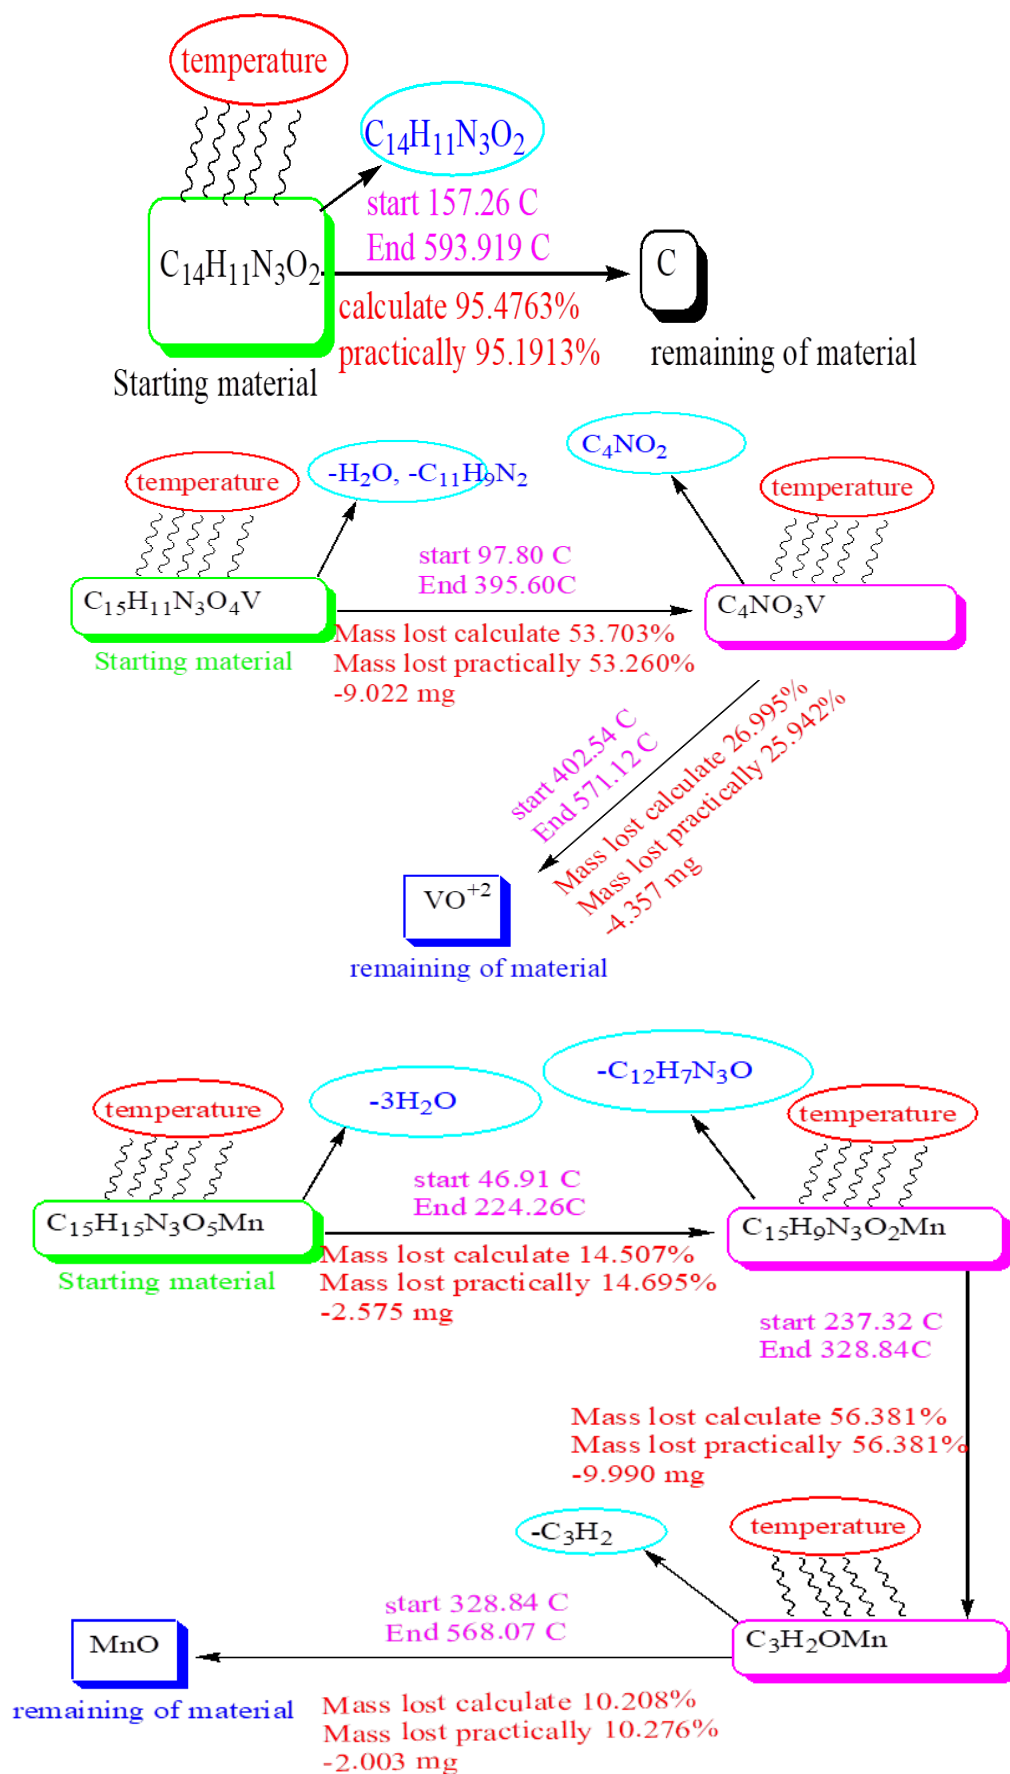 temperature
C₁₄H₁₁N₃O₂
start 157.26 C
End 593.919 C
C₁₄H₁₁N₃O₂
C
calculate 95.4763%
practically 95.1913%
remaining of material
Starting material
C₄NO₂
temperature
-H₂O, -C₁₁H₉N₂
temperature
start 97.80 C
End 395.60C
C₁₅H₁₁N₃O₄V
C₄NO₃V
Mass lost calculate 53.703%
Starting material
Mass lost practically 53.260%
-9.022 mg
start 402.54 C
End 571.12 C
Mass lost calculate 26.995%
Mass lost practically 25.942%
-4.357 mg
VO⁺²
remaining of material
-C₁₂H₇N₃O
temperature
-3H₂O
temperature
start 46.91 C
End 224.26C
C₁₅H₁₅N₃O₅Mn
C₁₅H₉N₃O₂Mn
Mass lost calculate 14.507%
Starting material
Mass lost practically 14.695%
-2.575 mg
start 237.32 C
End 328.84C
Mass lost calculate 56.381%
Mass lost practically 56.381%
-9.990 mg
-C₃H₂
temperature
start 328.84 C
End 568.07 C
MnO
C₃H₂OMn
remaining of material
Mass lost calculate 10.208%
Mass lost practically 10.276%
-2.003 mg